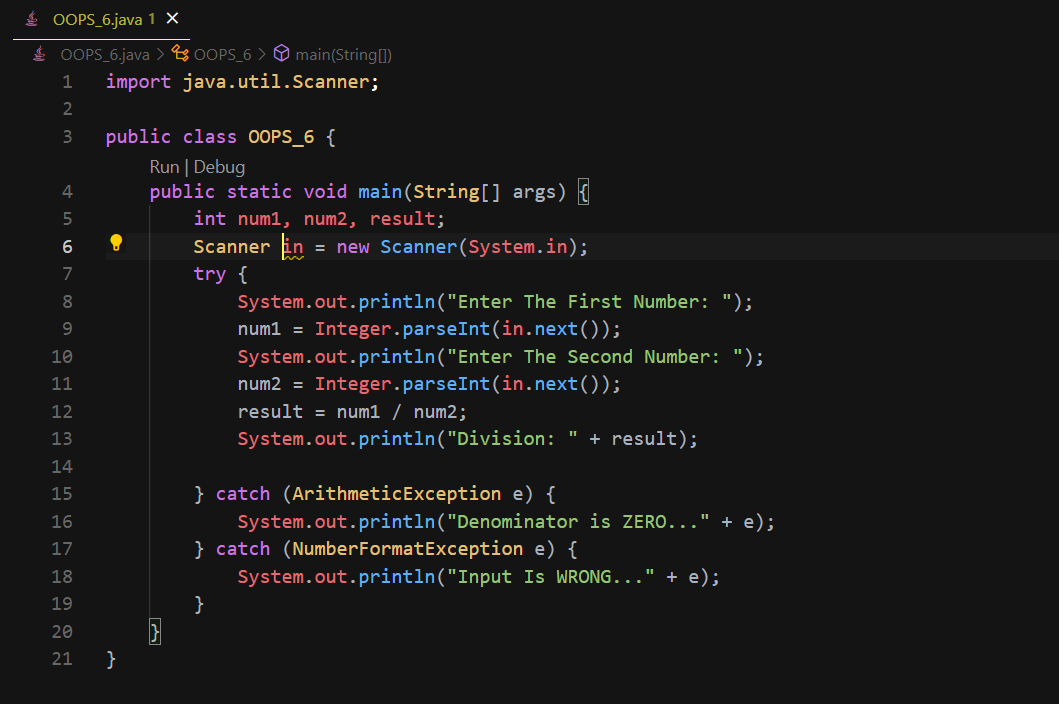 OOPS_6.java 1 ×
OOPS_6.java > OOPS_6 > main(String[])
1 import java.util.Scanner;
2
3 public class OOPS_6 {
Run | Debug
4 public static void main(String[] args) {
5 int num1, num2, result;
6 Scanner in = new Scanner(System.in);
7 try {
8 System.out.println("Enter The First Number: ");
9 num1 = Integer.parseInt(in.next());
10 System.out.println("Enter The Second Number: ");
11 num2 = Integer.parseInt(in.next());
12 result = num1 / num2;
13 System.out.println("Division: " + result);
14
15 } catch (ArithmeticException e) {
16 System.out.println("Denominator is ZERO..." + e);
17 } catch (NumberFormatException e) {
18 System.out.println("Input Is WRONG..." + e);
19 }
20 }
21 }